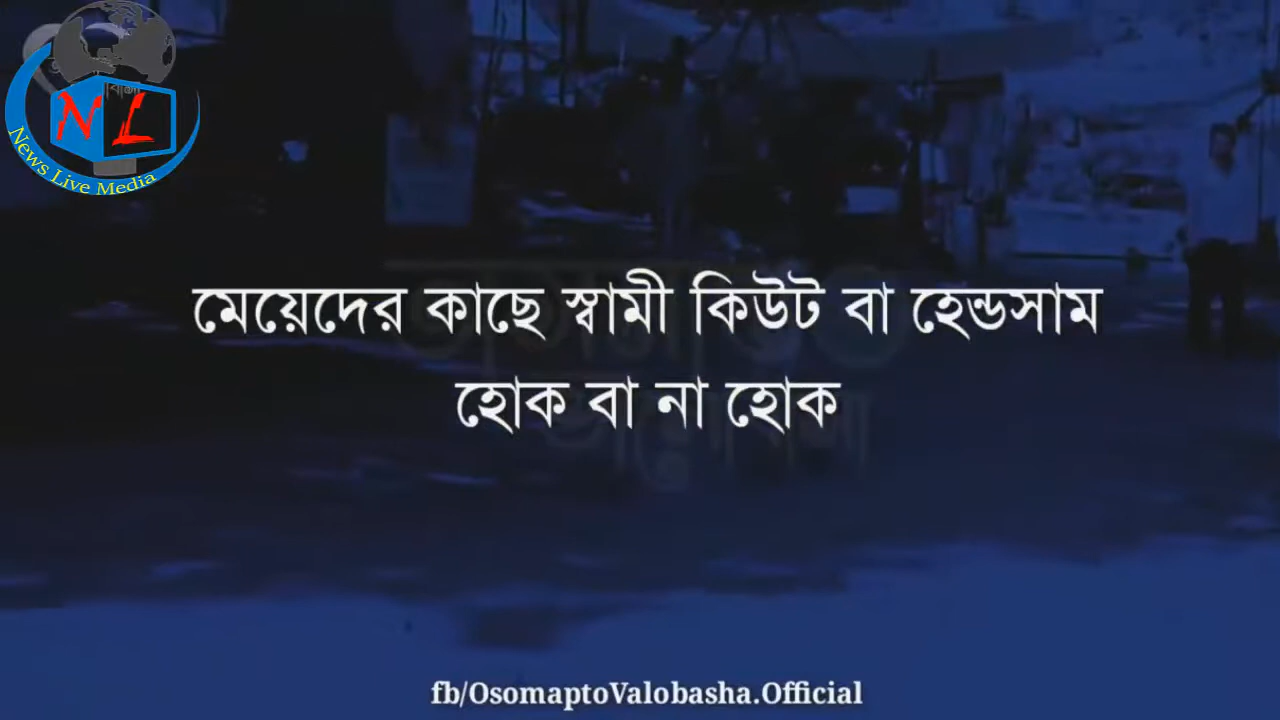 NL
News Live Media
মেয়েদের কাছে স্বামী কিউট বা হেন্ডসাম
হোক বা না হোক
fb/OsomaptoValobasha.Official